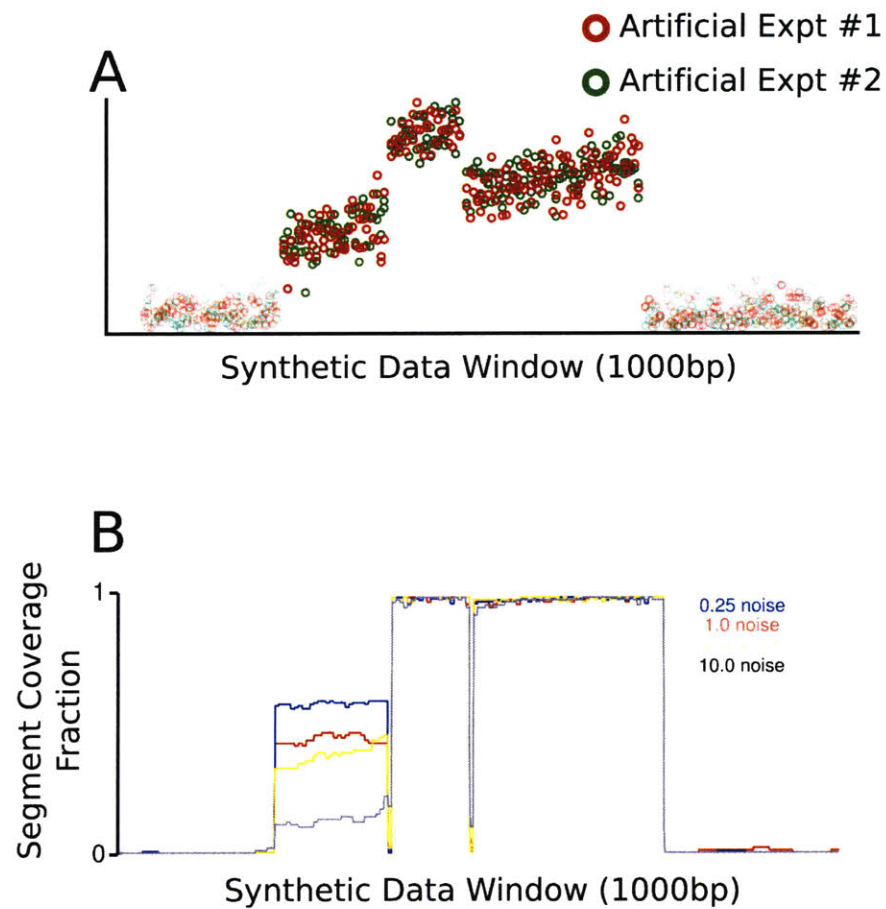 Artificial Expt #1
A
Artificial Expt #2
Synthetic Data Window (1000bp)
B
Segment Coverage
Fraction
1
0
0.25 noise
1.0 noise
10.0 noise
Synthetic Data Window (1000bp)